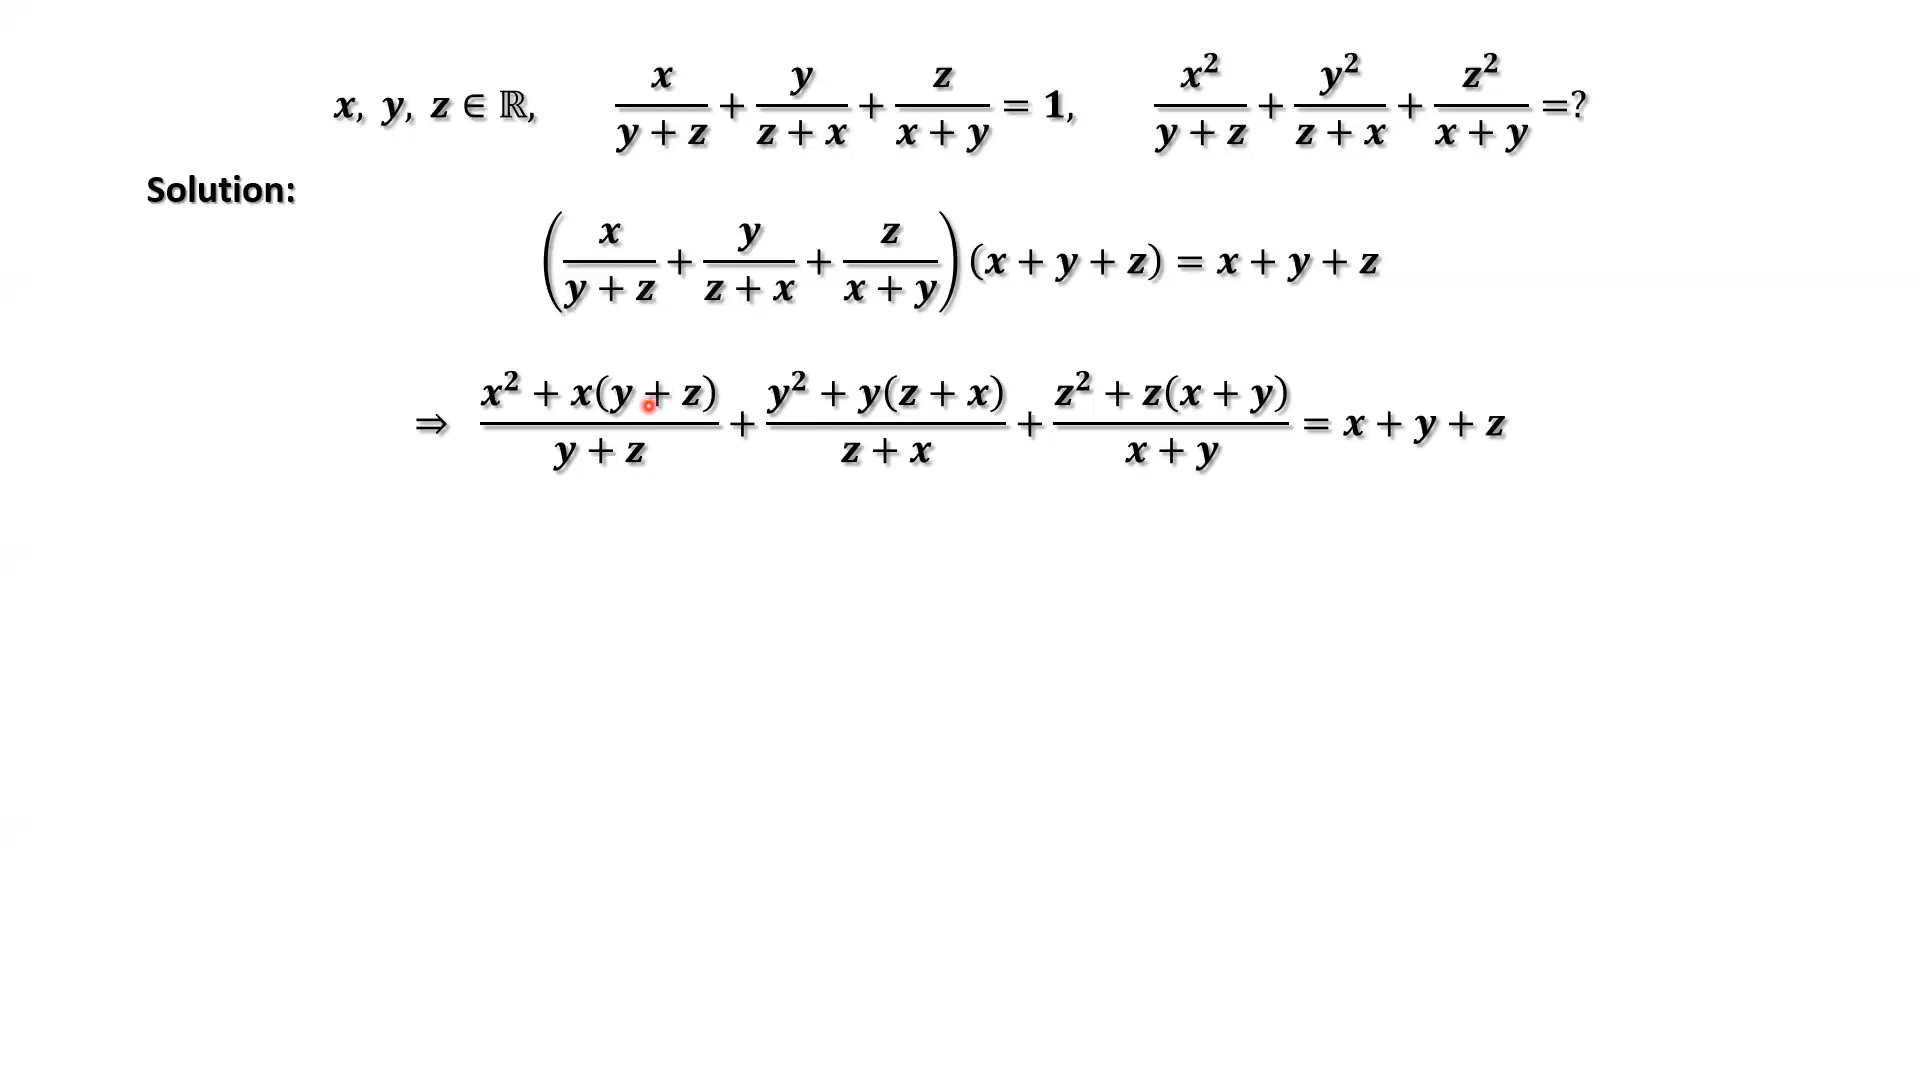 x, y, z ∈ ℝ, x/(y + z) + y/(z + x) + z/(x + y) = 1, x²/(y + z) + y²/(z + x) + z²/(x + y) =?
Solution:
(x/(y + z) + y/(z + x) + z/(x + y)) (x + y + z) = x + y + z
⇒ (x² + x(y + z))/(y + z) + (y² + y(z + x))/(z + x) + (z² + z(x + y))/(x + y) = x + y + z